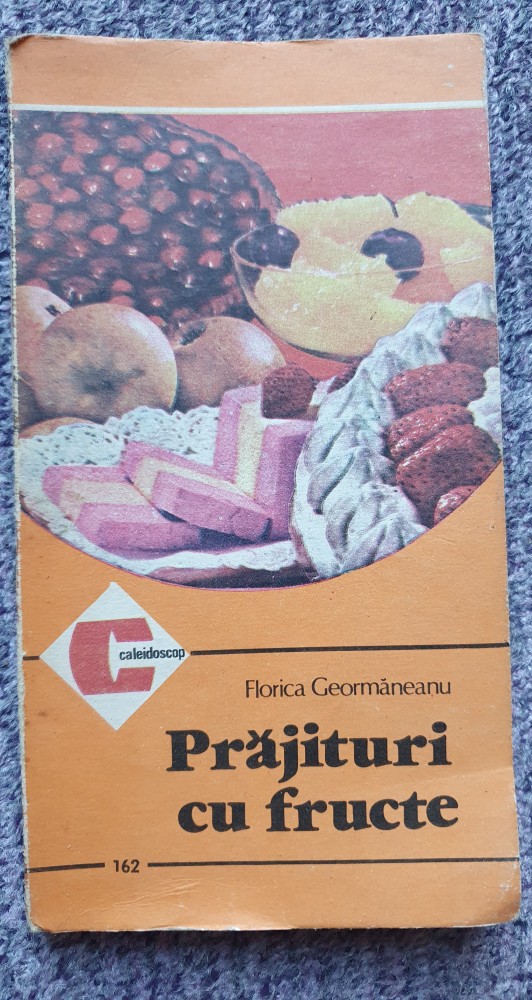 caleidoscop
Florica Geormăneanu
Prăjituri
cu fructe
162